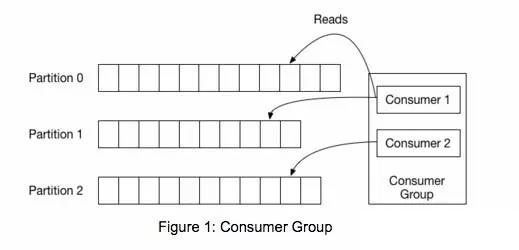 Reads
Partition 0
Consumer 1
Partition 1
Consumer 2
Consumer
Group
Partition 2
Figure 1: Consumer Group